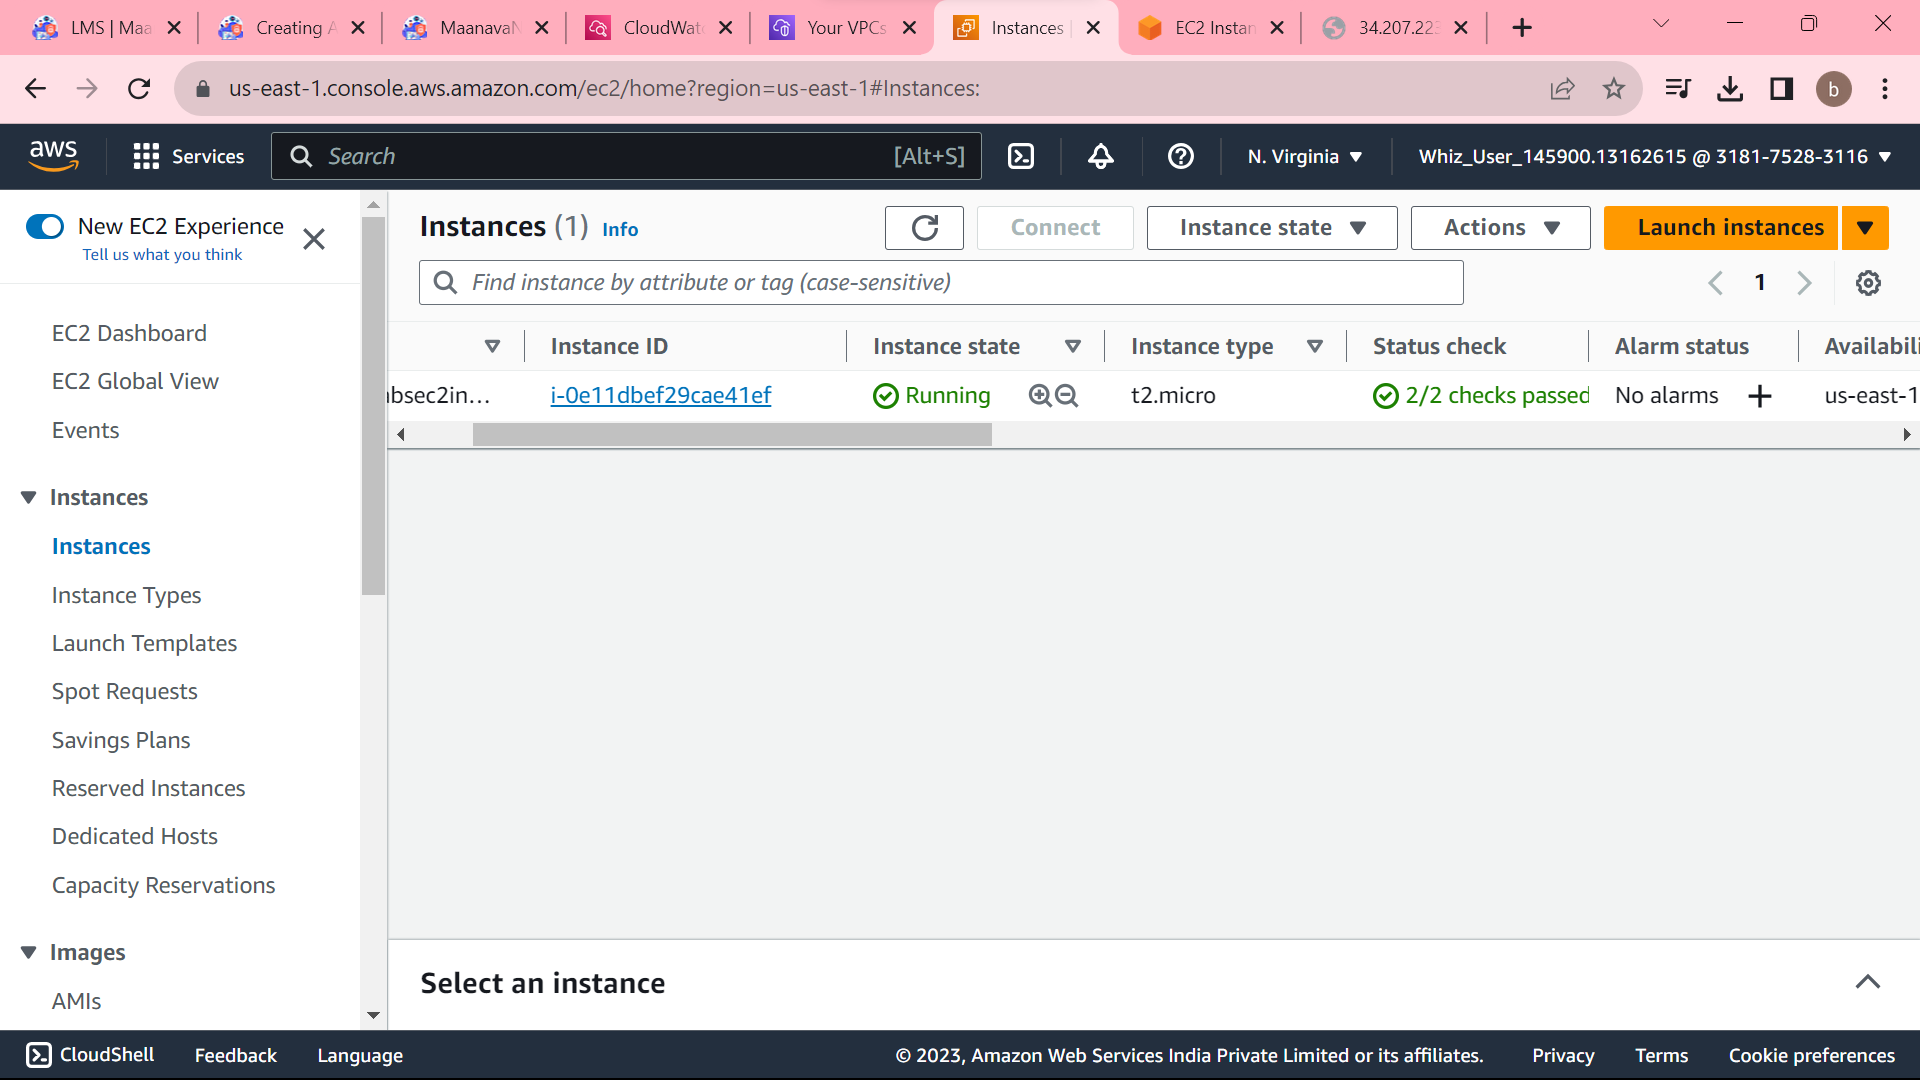 LMS | Maa
Creating A
MaanavaN
CloudWat
Your VPCs
Instances |
EC2 Instan
34.207.223
us-east-1.console.aws.amazon.com/ec2/home?region=us-east-1#Instances:
b
aws
Services
Search
[Alt+S]
N. Virginia
Whiz_User_145900.13162615 @ 3181-7528-3116
New EC2 Experience
Tell us what you think
EC2 Dashboard
EC2 Global View
Events
Instances
Instances
Instance Types
Launch Templates
Spot Requests
Savings Plans
Reserved Instances
Dedicated Hosts
Capacity Reservations
Images
AMIs
Instances (1) Info
Connect
Instance state
Actions
Launch instances
Find instance by attribute or tag (case-sensitive)
1
Instance ID Instance state Instance type Status check Alarm status Availabili
absec2in... i-0e11dbef29cae41ef Running t2.micro 2/2 checks passed No alarms us-east-1
Select an instance
CloudShell Feedback Language
© 2023, Amazon Web Services India Private Limited or its affiliates. Privacy Terms Cookie preferences